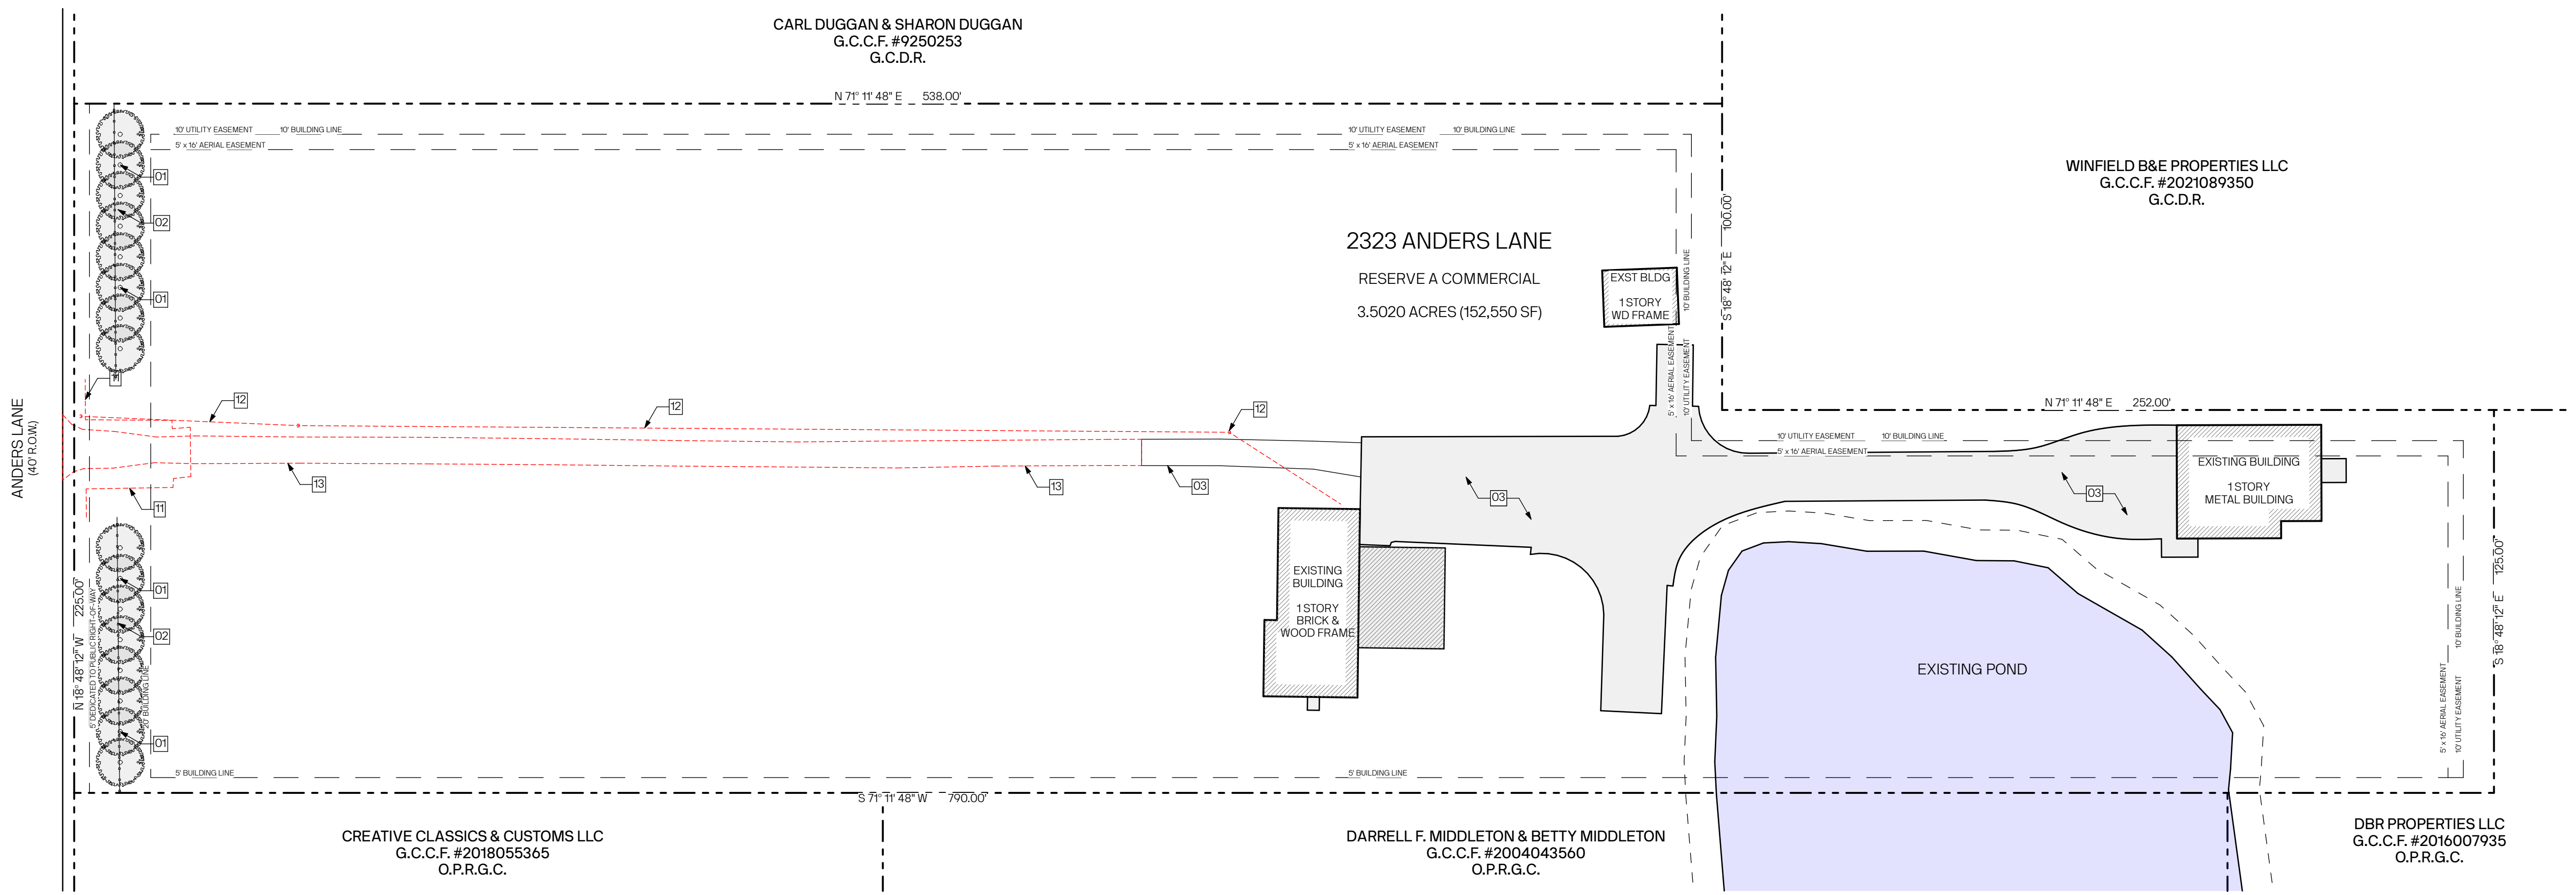 CARL DUGGAN & SHARON DUGGAN
G.C.C.F. #9250253
G.C.D.R.
N 71° 11' 48" E 538.00'
10' UTILITY EASEMENT 10' BUILDING LINE
5' x 16' AERIAL EASEMENT
10' UTILITY EASEMENT 10' BUILDING LINE
5' x 16' AERIAL EASEMENT
WINFIELD B&E PROPERTIES LLC
G.C.C.F. #2021089350
G.C.D.R.
01
02
01
S 18° 48' 12" E 100.00'
2323 ANDERS LANE
RESERVE A COMMERCIAL
3.5020 ACRES (152,550 SF)
EXST BLDG
1 STORY
WD FRAME
10' BUILDING LINE
5' x 16' AERIAL EASEMENT
10' UTILITY EASEMENT
11
12
12
12
N 71° 11' 48" E 252.00'
ANDERS LANE
(40' R.O.W.)
10' UTILITY EASEMENT 10' BUILDING LINE
5' x 16' AERIAL EASEMENT
13
13
03
03
03
11
EXISTING BUILDING
1 STORY
METAL BUILDING
EXISTING
BUILDING
1 STORY
BRICK &
WOOD FRAME
01
02
01
N 18° 48' 12" W 225.00'
5' DEDICATED TO PUBLIC RIGHT-OF-WAY
20' BUILDING LINE
EXISTING POND
S 18° 48' 12" E 125.00'
10' BUILDING LINE
5' x 16' AERIAL EASEMENT
10' UTILITY EASEMENT
5' BUILDING LINE
5' BUILDING LINE
S 71° 11' 48" W 790.00'
CREATIVE CLASSICS & CUSTOMS LLC
G.C.C.F. #2018055365
O.P.R.G.C.
DARRELL F. MIDDLETON & BETTY MIDDLETON
G.C.C.F. #2004043560
O.P.R.G.C.
DBR PROPERTIES LLC
G.C.C.F. #2016007935
O.P.R.G.C.